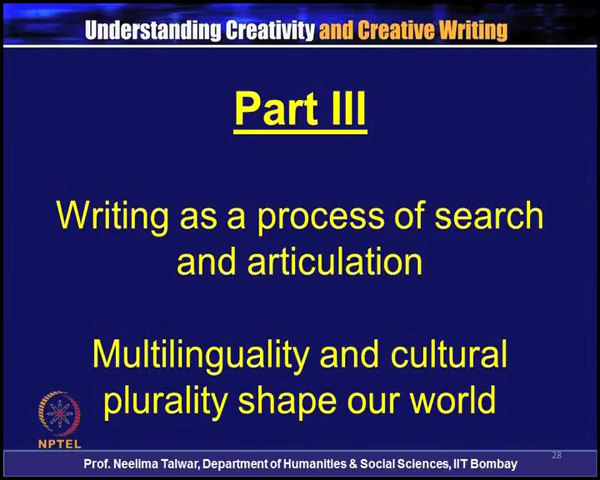 Understanding Creativity and Creative Writing
Part III
Writing as a process of search
and articulation
Multilinguality and cultural
plurality shape our world
NPTEL
28
Prof. Neelima Talwar, Department of Humanities & Social Sciences, IIT Bombay